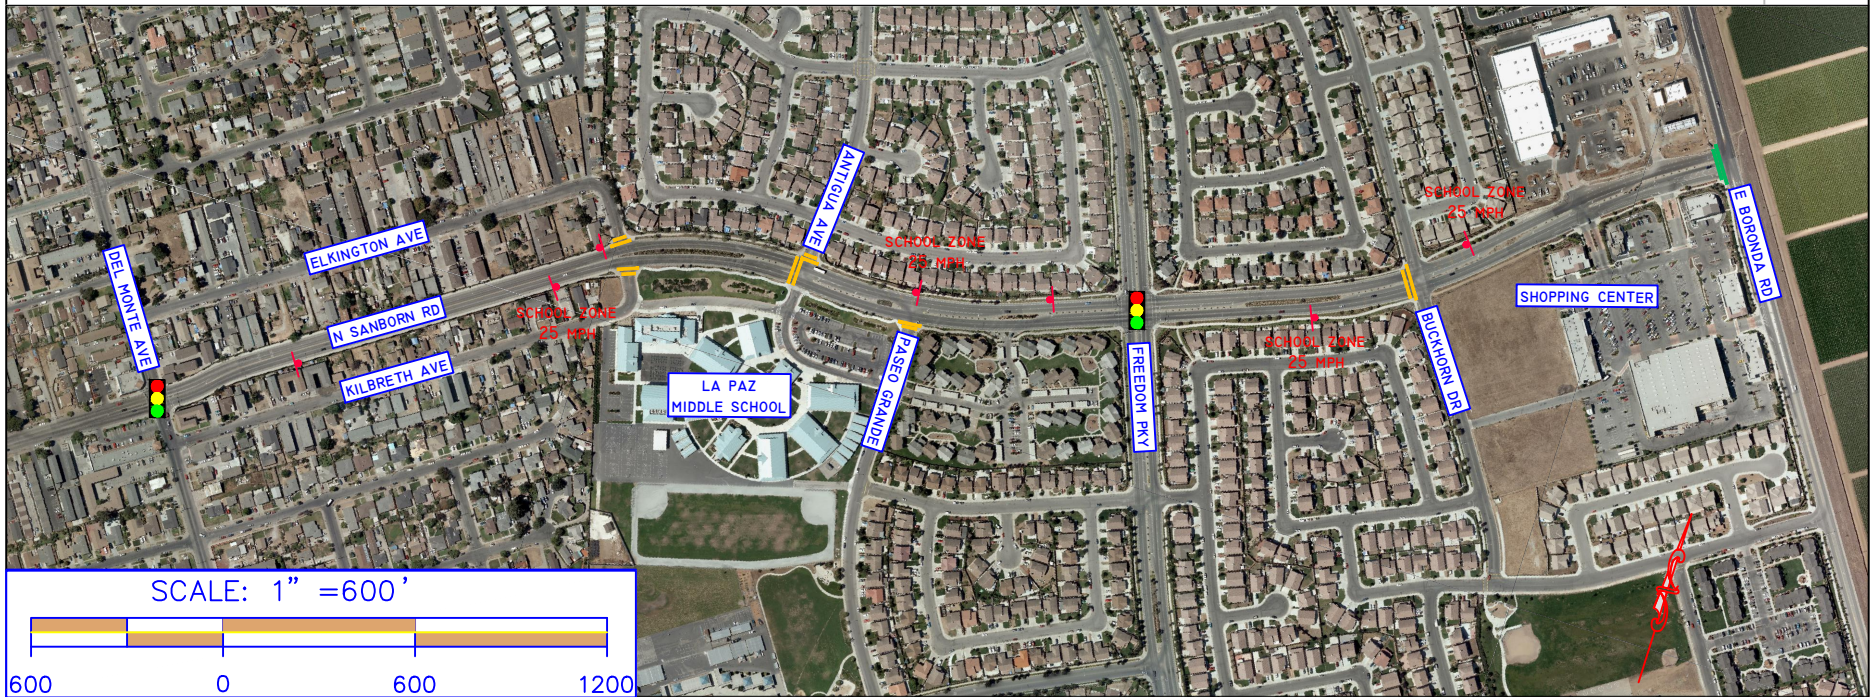 ANTIGUA AVE
SCHOOL ZONE
25 MPH
SCHOOL ZONE
25 MPH
E BORONDA RD
ELKINGTON AVE
DEL MONTE AVE
N SANBORN RD
SHOPPING CENTER
SCHOOL ZONE
25 MPH
SCHOOL ZONE
25 MPH
KILBRETH AVE
LA PAZ
MIDDLE SCHOOL
PASEO GRANDE
FREEDOM PKY
BUCKHORN DR
SCALE: 1" =600'
600 0 600 1200